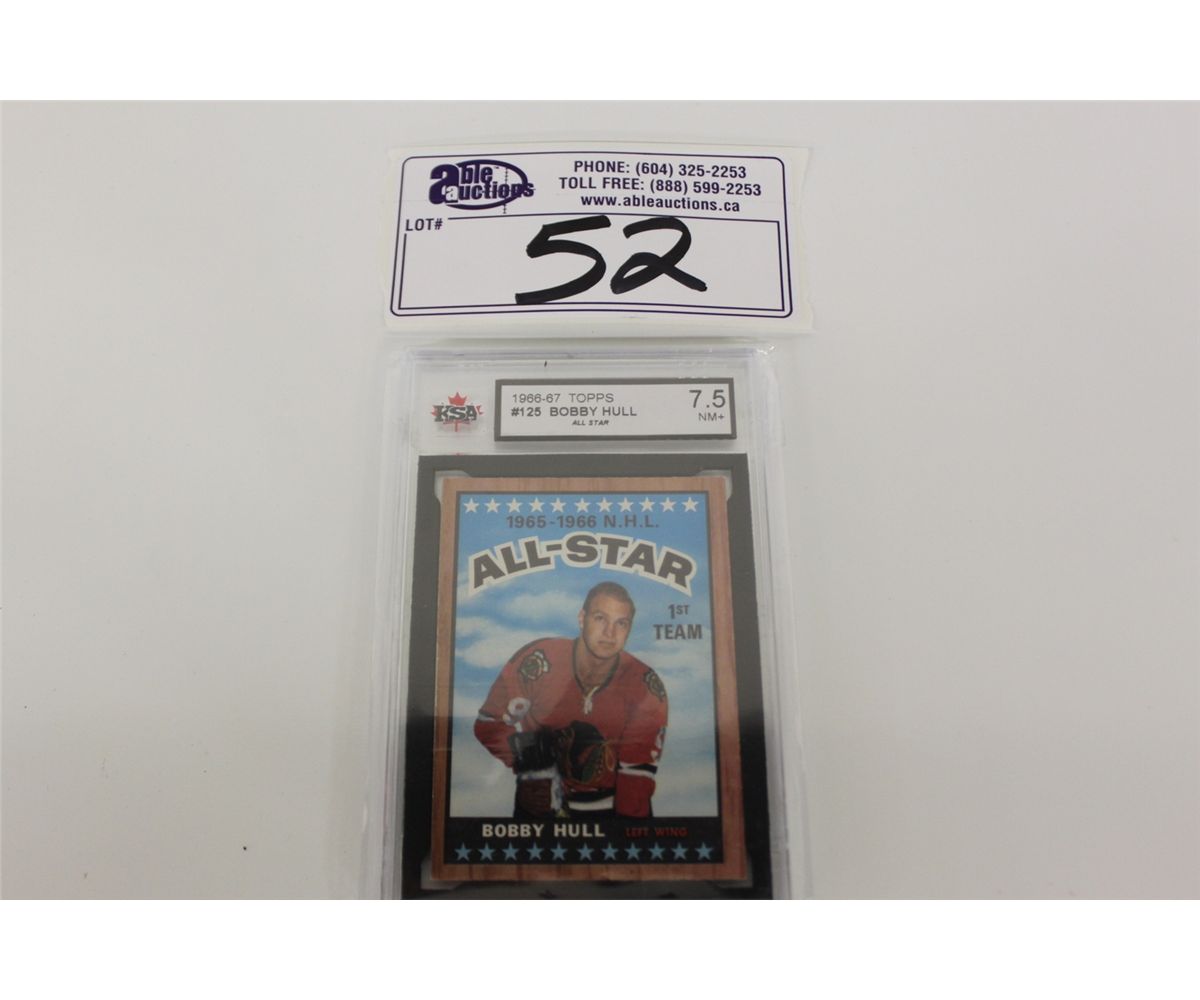 able auctions
PHONE: (604) 325-2253
TOLL FREE: (888) 599-2253
www.ableauctions.ca
LOT#
52
KSA
1966-67 TOPPS
#125 BOBBY HULL
ALL STAR
7.5
NM+
1965-1966 N.H.L.
ALL-STAR
1ST
TEAM
9
BOBBY HULL LEFT WING